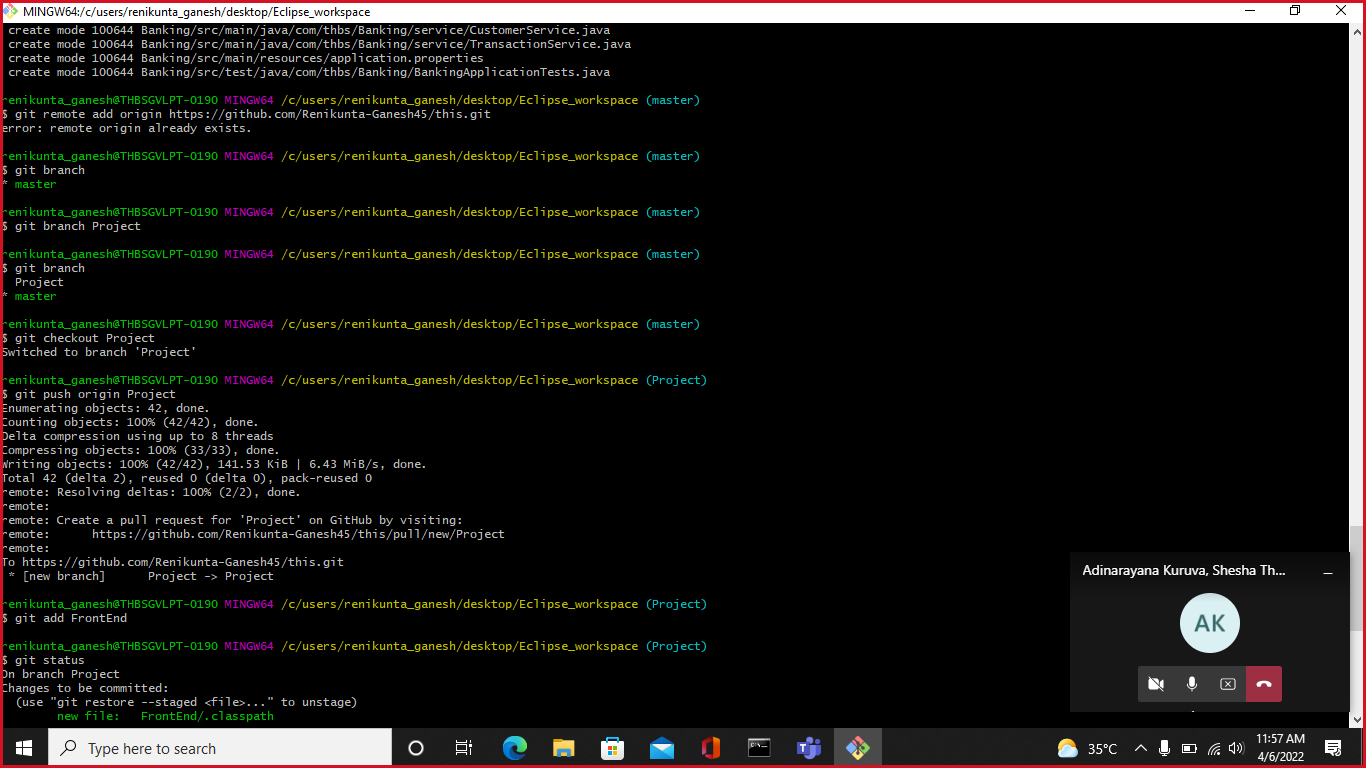 MINGW64:/c/users/renikunta_ganesh/desktop/Eclipse_workspace
create mode 100644 Banking/src/main/java/com/thbs/Banking/service/CustomerService.java
create mode 100644 Banking/src/main/java/com/thbs/Banking/service/TransactionService.java
create mode 100644 Banking/src/main/resources/application.properties
create mode 100644 Banking/src/test/java/com/thbs/Banking/BankingApplicationTests.java
renikunta_ganesh@THBSGVLPT-0190 MINGW64 /c/users/renikunta_ganesh/desktop/Eclipse_workspace (master)
$ git remote add origin https://github.com/Renikunta-Ganesh45/this.git
error: remote origin already exists.
renikunta_ganesh@THBSGVLPT-0190 MINGW64 /c/users/renikunta_ganesh/desktop/Eclipse_workspace (master)
$ git branch
* master
renikunta_ganesh@THBSGVLPT-0190 MINGW64 /c/users/renikunta_ganesh/desktop/Eclipse_workspace (master)
$ git branch Project
renikunta_ganesh@THBSGVLPT-0190 MINGW64 /c/users/renikunta_ganesh/desktop/Eclipse_workspace (master)
$ git branch
Project
* master
renikunta_ganesh@THBSGVLPT-0190 MINGW64 /c/users/renikunta_ganesh/desktop/Eclipse_workspace (master)
$ git checkout Project
Switched to branch 'Project'
renikunta_ganesh@THBSGVLPT-0190 MINGW64 /c/users/renikunta_ganesh/desktop/Eclipse_workspace (Project)
$ git push origin Project
Enumerating objects: 42, done.
Counting objects: 100% (42/42), done.
Delta compression using up to 8 threads
Compressing objects: 100% (33/33), done.
Writing objects: 100% (42/42), 141.53 KiB | 6.43 MiB/s, done.
Total 42 (delta 2), reused 0 (delta 0), pack-reused 0
remote: Resolving deltas: 100% (2/2), done.
remote:
remote: Create a pull request for 'Project' on GitHub by visiting:
remote:      https://github.com/Renikunta-Ganesh45/this/pull/new/Project
remote:
To https://github.com/Renikunta-Ganesh45/this.git
* [new branch]      Project -> Project
renikunta_ganesh@THBSGVLPT-0190 MINGW64 /c/users/renikunta_ganesh/desktop/Eclipse_workspace (Project)
$ git add FrontEnd
renikunta_ganesh@THBSGVLPT-0190 MINGW64 /c/users/renikunta_ganesh/desktop/Eclipse_workspace (Project)
$ git status
On branch Project
Changes to be committed:
(use "git restore --staged <file>..." to unstage)
new file:   FrontEnd/.classpath
Adinarayana Kuruva, Shesha Th...
AK
Type here to search
35°C
11:57 AM
4/6/2022